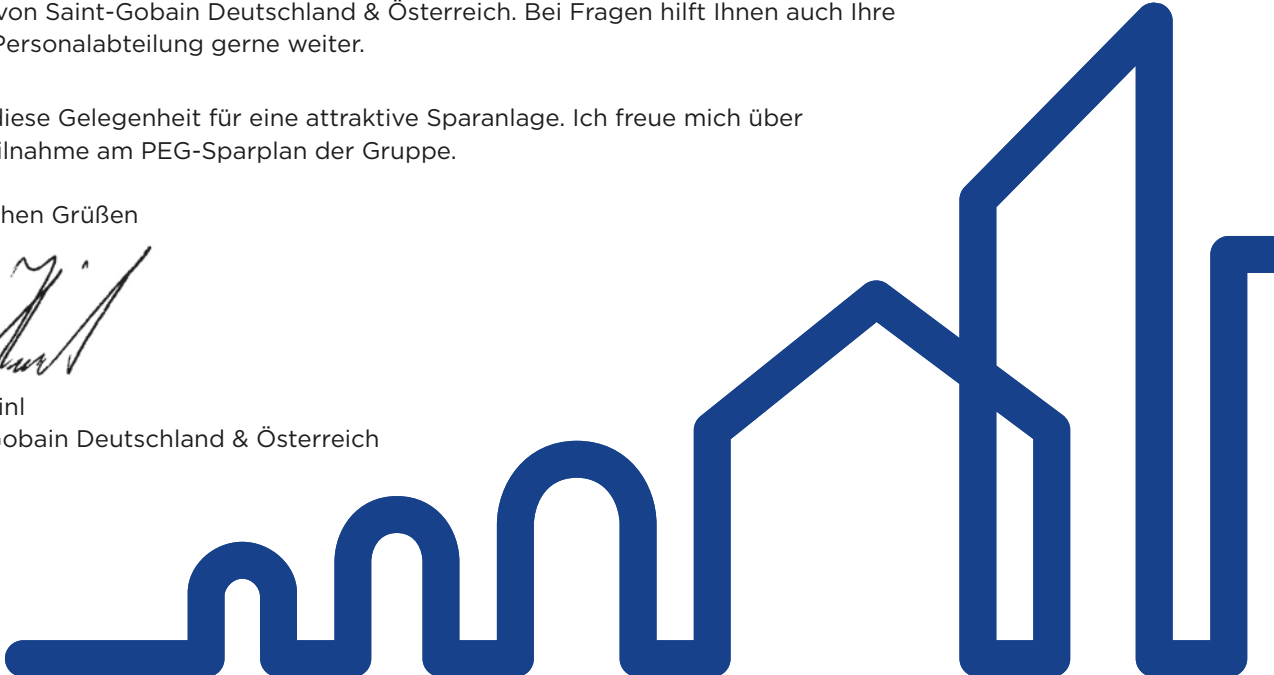 von Saint-Gobain Deutschland & Österreich. Bei Fragen hilft Ihnen auch Ihre
Personalabteilung gerne weiter.
diese Gelegenheit für eine attraktive Sparanlage. Ich freue mich über
ilnahme am PEG-Sparplan der Gruppe.
hen Grüßen
inl
Gobain Deutschland & Österreich